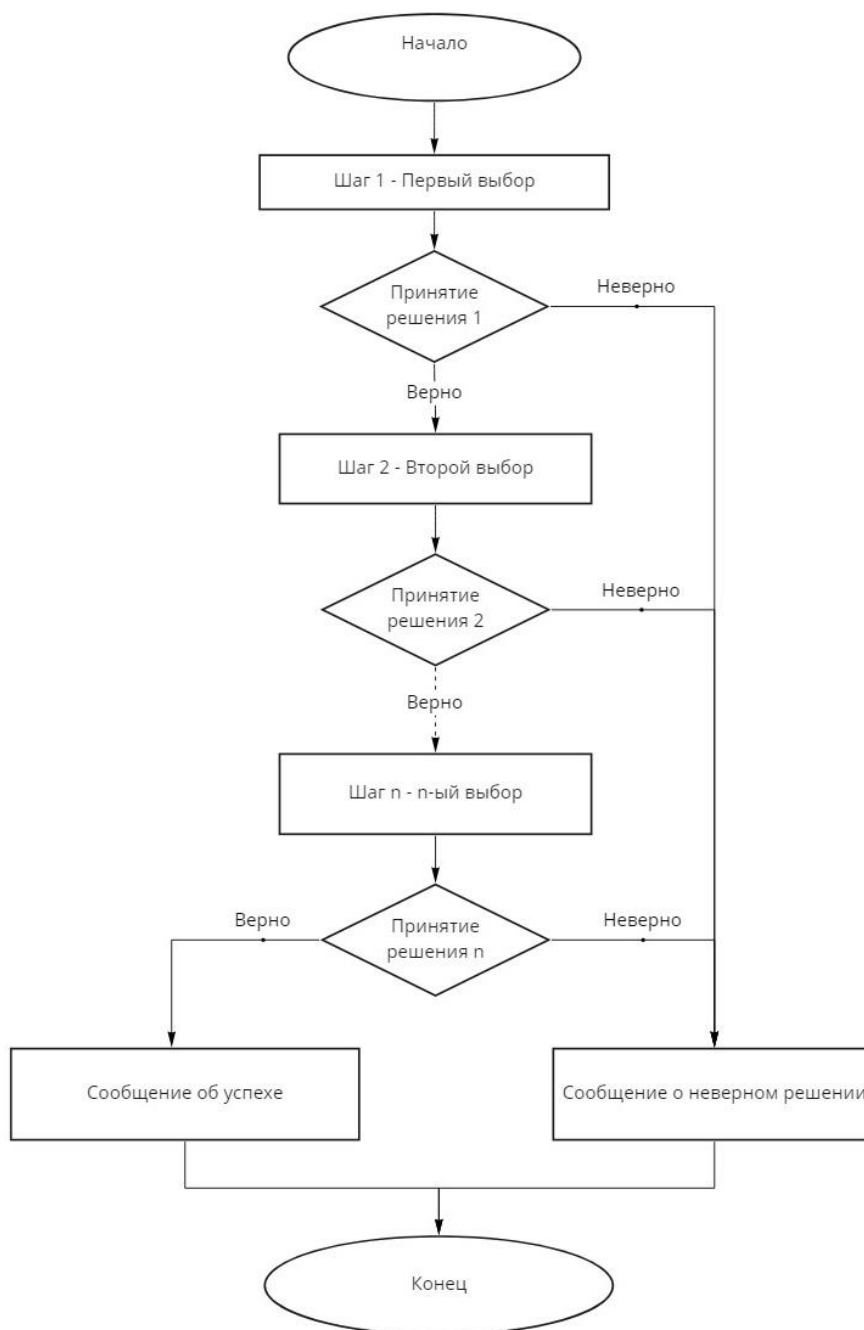 Начало
Шаг 1 - Первый выбор
Принятие
решения 1
Неверно
Верно
Шаг 2 - Второй выбор
Принятие
решения 2
Неверно
Верно
Шаг n - n-ый выбор
Принятие
решения n
Верно
Неверно
Сообщение об успехе
Сообщение о неверном решении
Конец